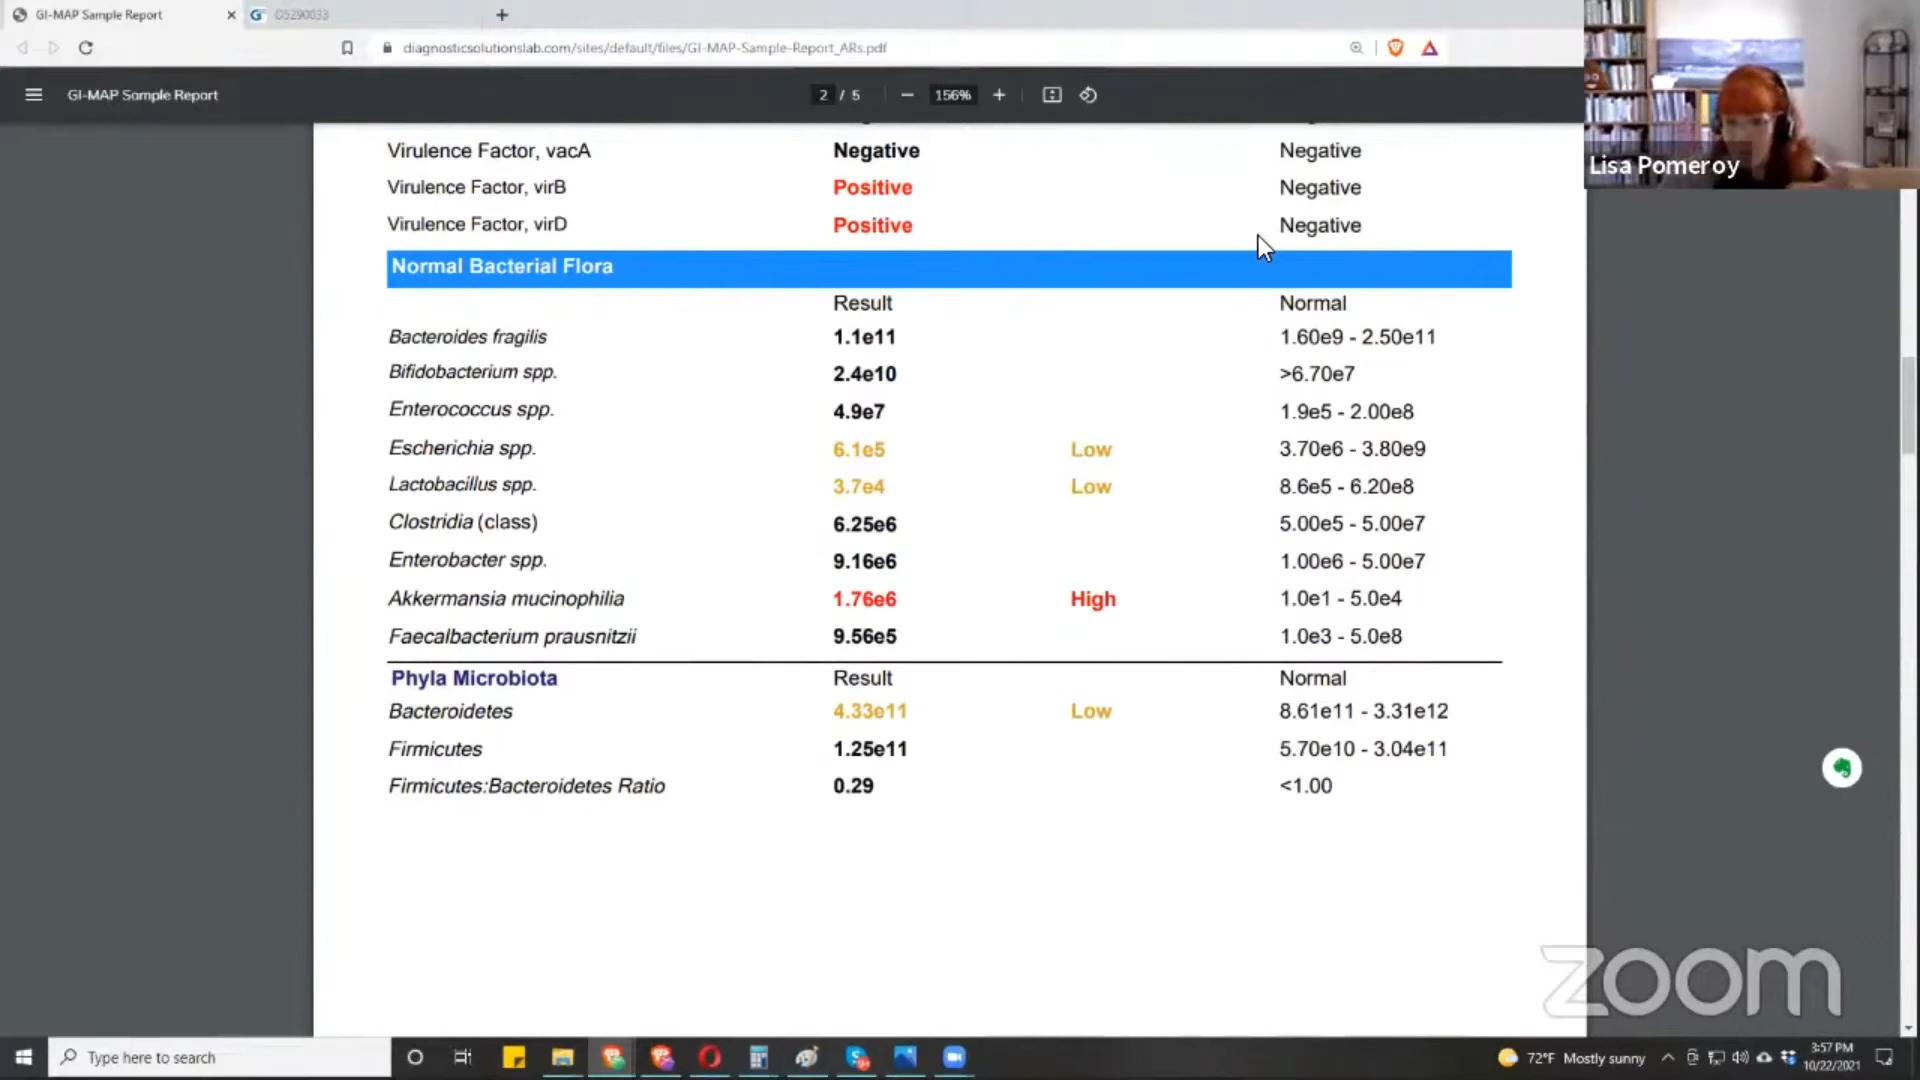 GI-MAP Sample Report
G5290033
diagnosticsolutionslab.com/sites/default/files/GI-MAP-Sample-Report_ARs.pdf
GI-MAP Sample Report
2 / 5
156%
Lisa Pomeroy
Virulence Factor, vacA Negative Negative
Virulence Factor, virB Positive Negative
Virulence Factor, virD Positive Negative
Normal Bacterial Flora
Result Normal
Bacteroides fragilis 1.1e11 1.60e9 - 2.50e11
Bifidobacterium spp. 2.4e10 >6.70e7
Enterococcus spp. 4.9e7 1.9e5 - 2.00e8
Escherichia spp. 6.1e5 Low 3.70e6 - 3.80e9
Lactobacillus spp. 3.7e4 Low 8.6e5 - 6.20e8
Clostridia (class) 6.25e6 5.00e5 - 5.00e7
Enterobacter spp. 9.16e6 1.00e6 - 5.00e7
Akkermansia mucinophilia 1.76e6 High 1.0e1 - 5.0e4
Faecalbacterium prausnitzii 9.56e5 1.0e3 - 5.0e8
Phyla Microbiota Result Normal
Bacteroidetes 4.33e11 Low 8.61e11 - 3.31e12
Firmicutes 1.25e11 5.70e10 - 3.04e11
Firmicutes:Bacteroidetes Ratio 0.29 <1.00
zoom
Type here to search
72°F Mostly sunny
3:57 PM
10/22/2021